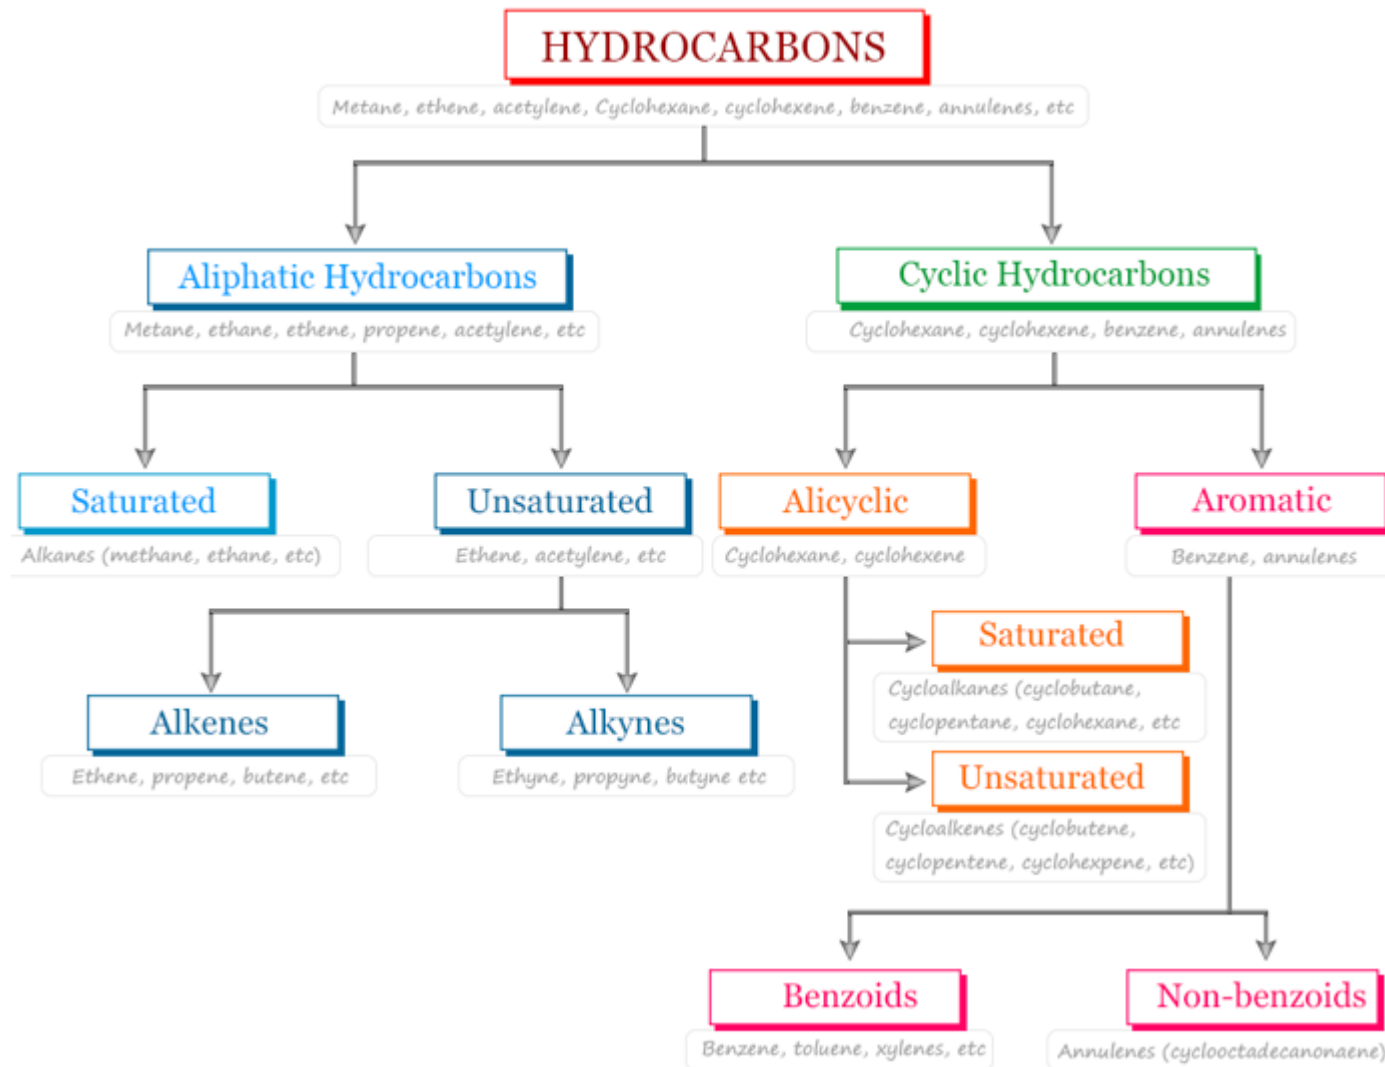 HYDROCARBONS
Metane, ethene, acetylene, Cyclohexane, cyclohexene, benzene, annulenes, etc
Aliphatic Hydrocarbons
Metane, ethane, ethene, propene, acetylene, etc
Cyclic Hydrocarbons
Cyclohexane, cyclohexene, benzene, annulenes
Saturated
Alkanes (methane, ethane, etc)
Unsaturated
Ethene, acetylene, etc
Alicyclic
Cyclohexane, cyclohexene
Aromatic
Benzene, annulenes
Alkenes
Ethene, propene, butene, etc
Alkynes
Ethyne, propyne, butyne etc
Saturated
Cycloalkanes (cyclobutane,
cyclopentane, cyclohexane, etc
Unsaturated
Cycloalkenes (cyclobutene,
cyclopentene, cyclohexpene, etc)
Benzoids
Benzene, toluene, xylenes, etc
Non-benzoids
Annulenes (cyclooctadecanonaene)